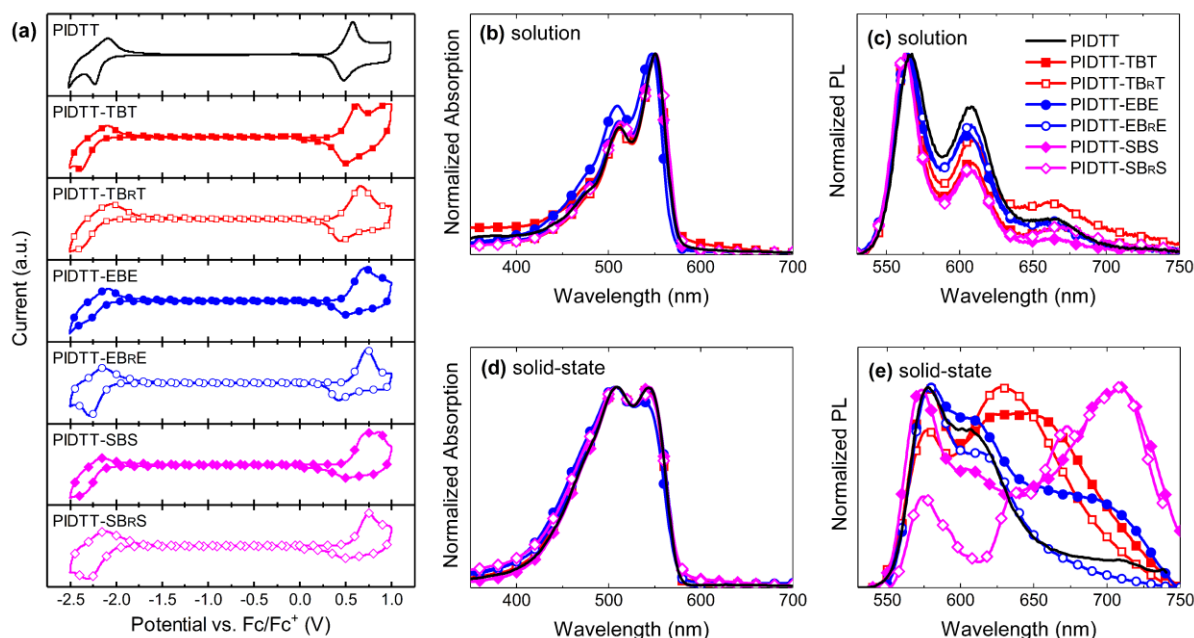 (a)
PIDTT
PIDTT-TBT
PIDTT-TBRT
PIDTT-EBE
PIDTT-EBRE
PIDTT-SBS
PIDTT-SBRS
Current (a.u.)
-2.5 -2.0 -1.5 -1.0 -0.5 0.0 0.5 1.0
Potential vs. Fc/Fc⁺ (V)
(b) solution
Normalized Absorption
400 500 600 700
Wavelength (nm)
(c) solution
PIDTT
PIDTT-TBT
PIDTT-TBRT
PIDTT-EBE
PIDTT-EBRE
PIDTT-SBS
PIDTT-SBRS
Normalized PL
550 600 650 700 750
Wavelength (nm)
(d) solid-state
Normalized Absorption
400 500 600 700
Wavelength (nm)
(e) solid-state
Normalized PL
550 600 650 700 750
Wavelength (nm)